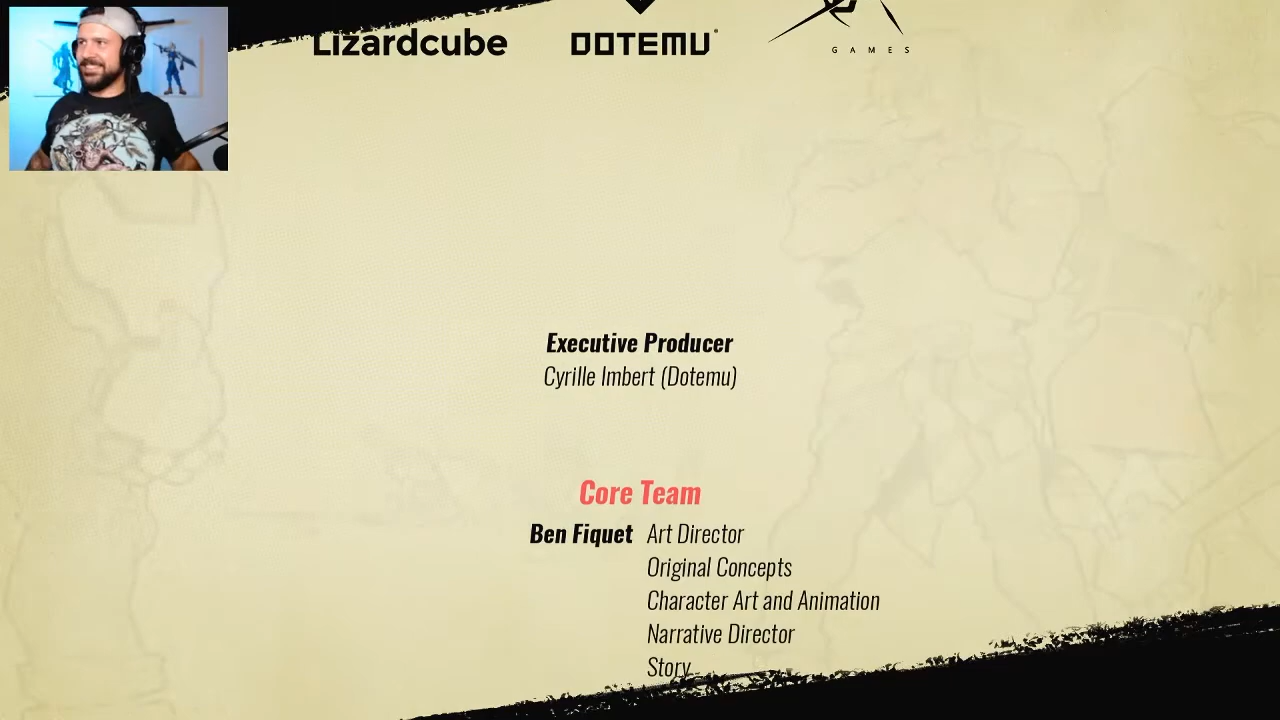 Lizardcube DOTEMU GAMES
Executive Producer
Cyrille Imbert (Dotemu)
Core Team
Ben Fiquet Art Director
Original Concepts
Character Art and Animation
Narrative Director
Story